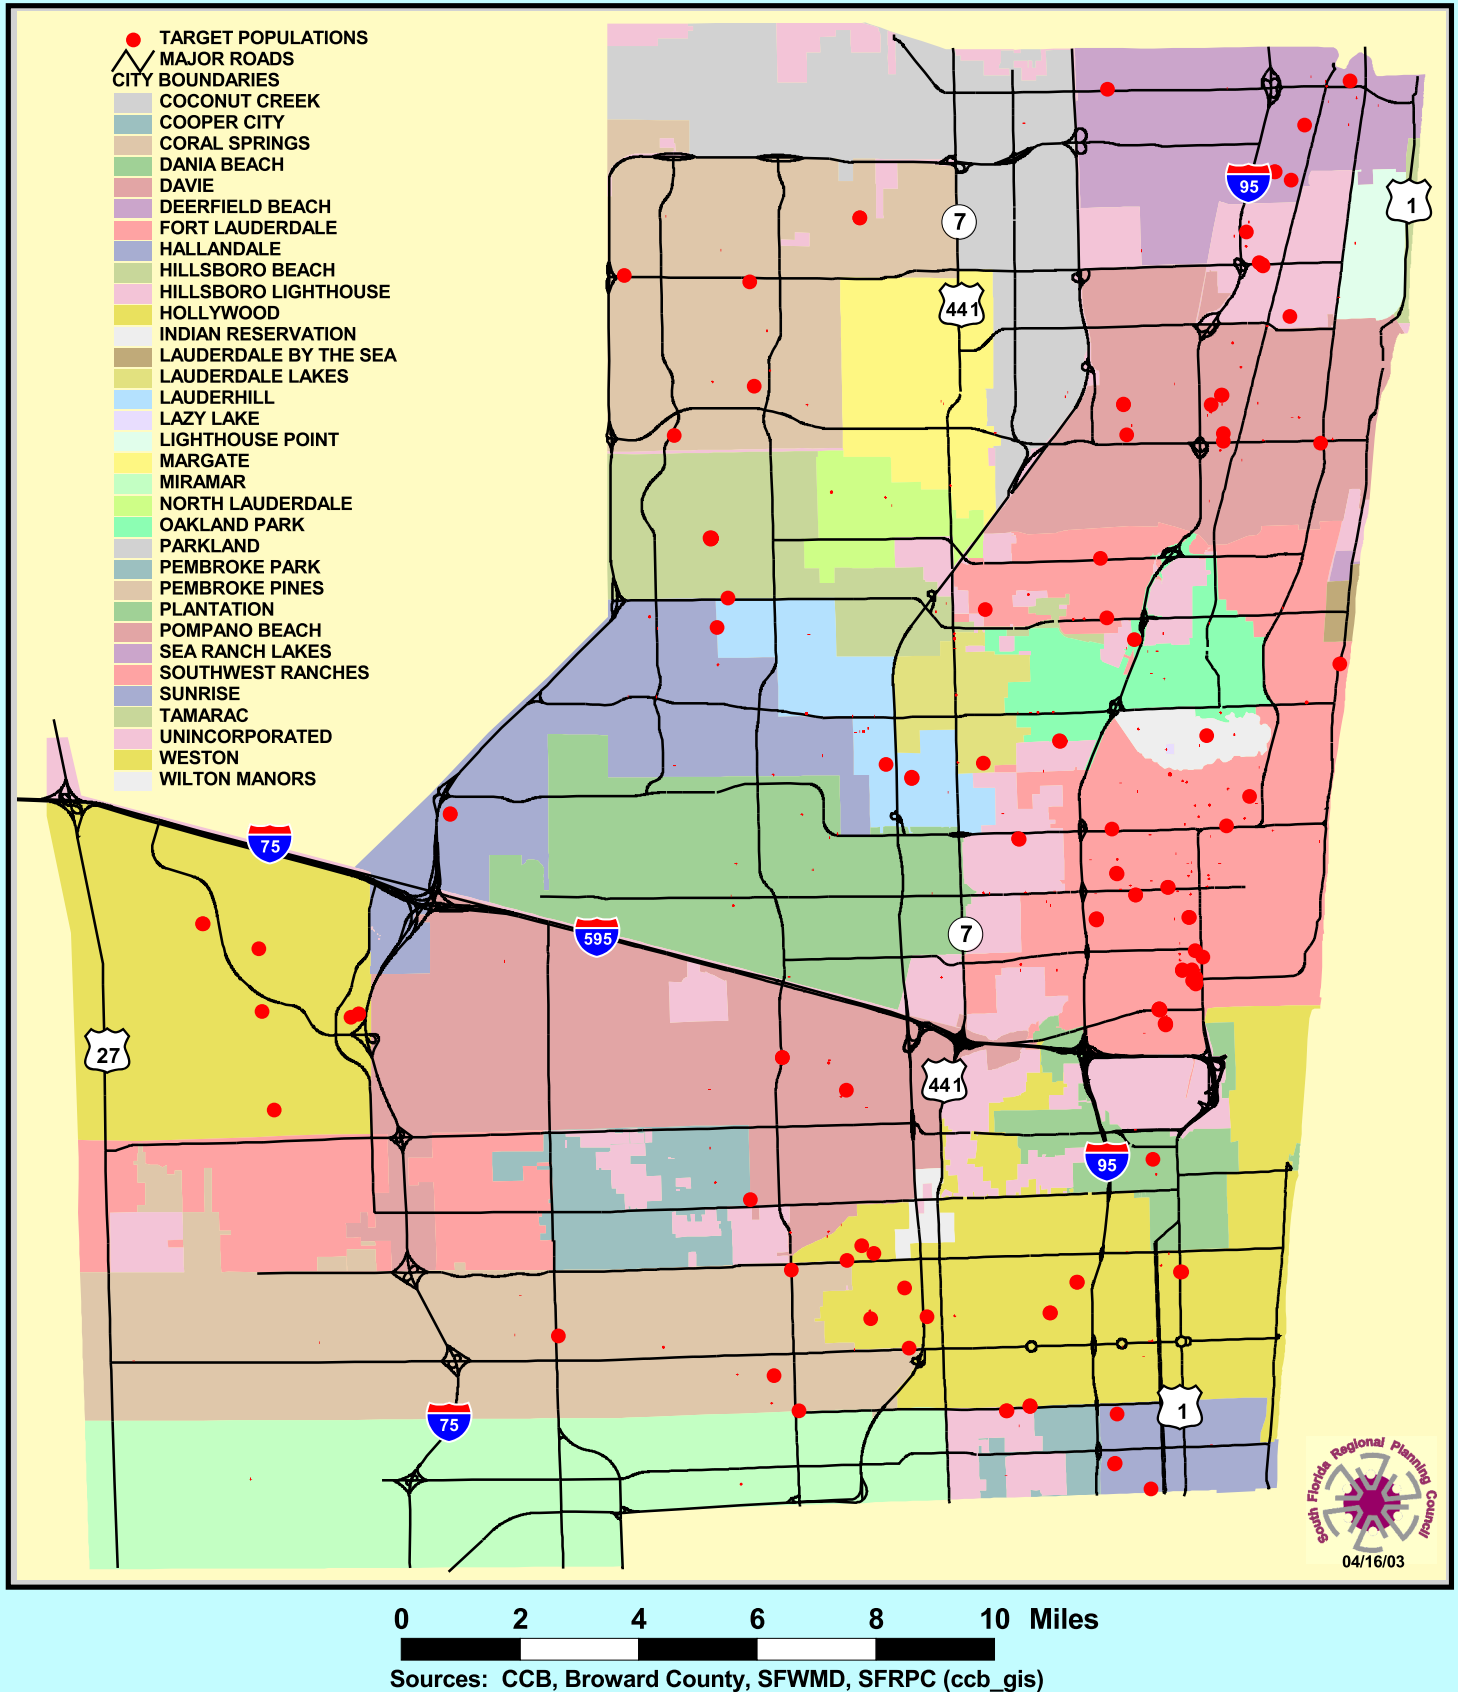 TARGET POPULATIONS
MAJOR ROADS
CITY BOUNDARIES
COCONUT CREEK
COOPER CITY
CORAL SPRINGS
DANIA BEACH
DAVIE
DEERFIELD BEACH
FORT LAUDERDALE
HALLANDALE
HILLSBORO BEACH
HILLSBORO LIGHTHOUSE
HOLLYWOOD
INDIAN RESERVATION
LAUDERDALE BY THE SEA
LAUDERDALE LAKES
LAUDERHILL
LAZY LAKE
LIGHTHOUSE POINT
MARGATE
MIRAMAR
NORTH LAUDERDALE
OAKLAND PARK
PARKLAND
PEMBROKE PARK
PEMBROKE PINES
PLANTATION
POMPANO BEACH
SEA RANCH LAKES
SOUTHWEST RANCHES
SUNRISE
TAMARAC
UNINCORPORATED
WESTON
WILTON MANORS
95
1
7
441
75
595
7
27
441
95
75
1
South Florida Regional Planning Council
04/16/03
0 2 4 6 8 10 Miles
Sources: CCB, Broward County, SFWMD, SFRPC (ccb_gis)